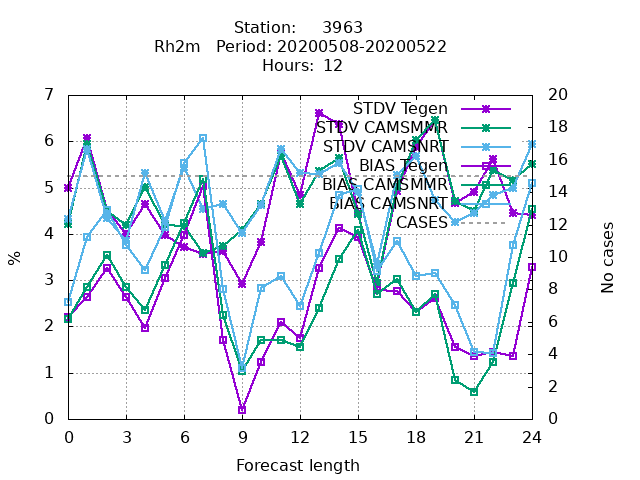 Station: 3963
Rh2m Period: 20200508-20200522
Hours: 12
7
6
5
4
3
2
1
0
%
20
18
16
14
12
10
8
6
4
2
0
No cases
STDV Tegen
STDV CAMSMMR
STDV CAMSNRT
BIAS Tegen
BIAS CAMSMMR
BIAS CAMSNRT
CASES
0 3 6 9 12 15 18 21 24
Forecast length